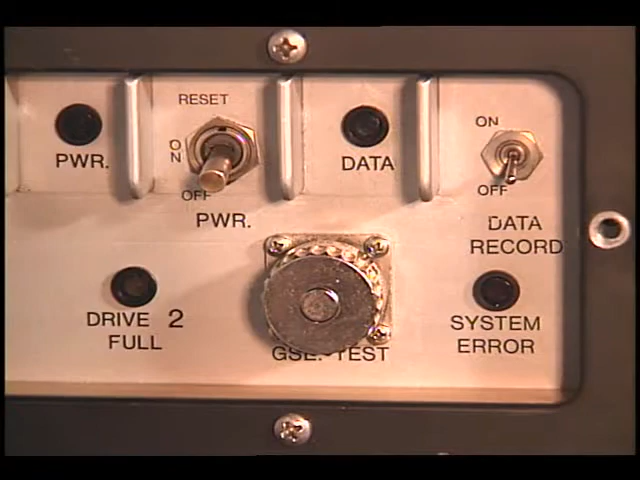 RESET
ON
PWR.
ON
OFF
DATA
OFF
PWR.
DATA
RECORD
DRIVE 2
FULL
SYSTEM
ERROR
GSE. TEST